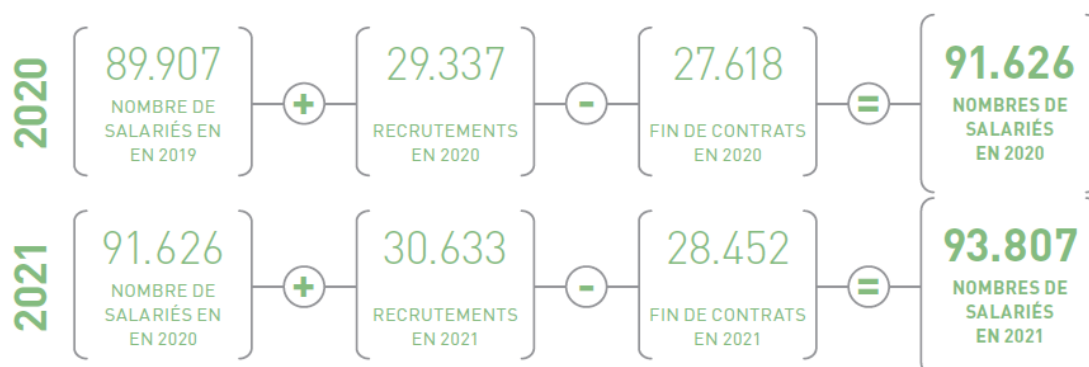 2020
89.907
NOMBRE DE
SALARIÉS EN
EN 2019
+
29.337
RECRUTEMENTS
EN 2020
-
27.618
FIN DE CONTRATS
EN 2020
=
91.626
NOMBRES DE
SALARIÉS
EN 2020
2021
91.626
NOMBRE DE
SALARIÉS EN
EN 2020
+
30.633
RECRUTEMENTS
EN 2021
-
28.452
FIN DE CONTRATS
EN 2021
=
93.807
NOMBRES DE
SALARIÉS
EN 2021